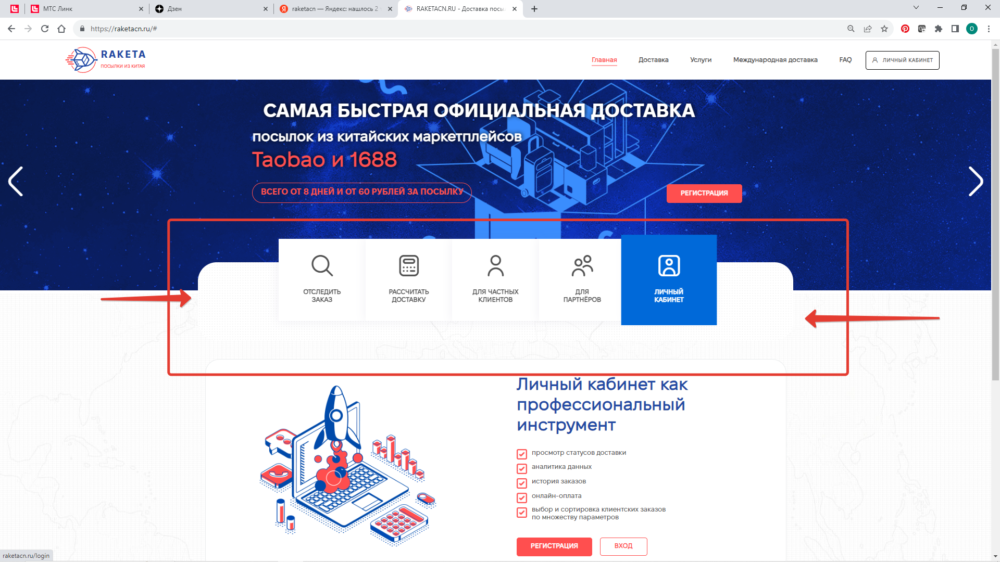 МТС Линк
Дзен
raketacn — Яндекс: нашлось 2
RAKETACN.RU - Доставка посы
https://raketacn.ru/#
O
RAKETA
ПОСЫЛКИ ИЗ КИТАЯ
Главная
Доставка
Услуги
Международная доставка
FAQ
ЛИЧНЫЙ КАБИНЕТ
САМАЯ БЫСТРАЯ ОФИЦИАЛЬНАЯ ДОСТАВКА
посылок из китайских маркетплейсов
Taobao и 1688
ВСЕГО ОТ 8 ДНЕЙ И ОТ 60 РУБЛЕЙ ЗА ПОСЫЛКУ
РЕГИСТРАЦИЯ
ОТСЛЕДИТЬ
ЗАКАЗ
РАССЧИТАТЬ
ДОСТАВКУ
ДЛЯ ЧАСТНЫХ
КЛИЕНТОВ
ДЛЯ
ПАРТНЁРОВ
ЛИЧНЫЙ
КАБИНЕТ
Личный кабинет как
профессиональный
инструмент
просмотр статусов доставки
аналитика данных
история заказов
онлайн-оплата
выбор и сортировка клиентских заказов
по множеству параметров
РЕГИСТРАЦИЯ
ВХОД
raketacn.ru/login